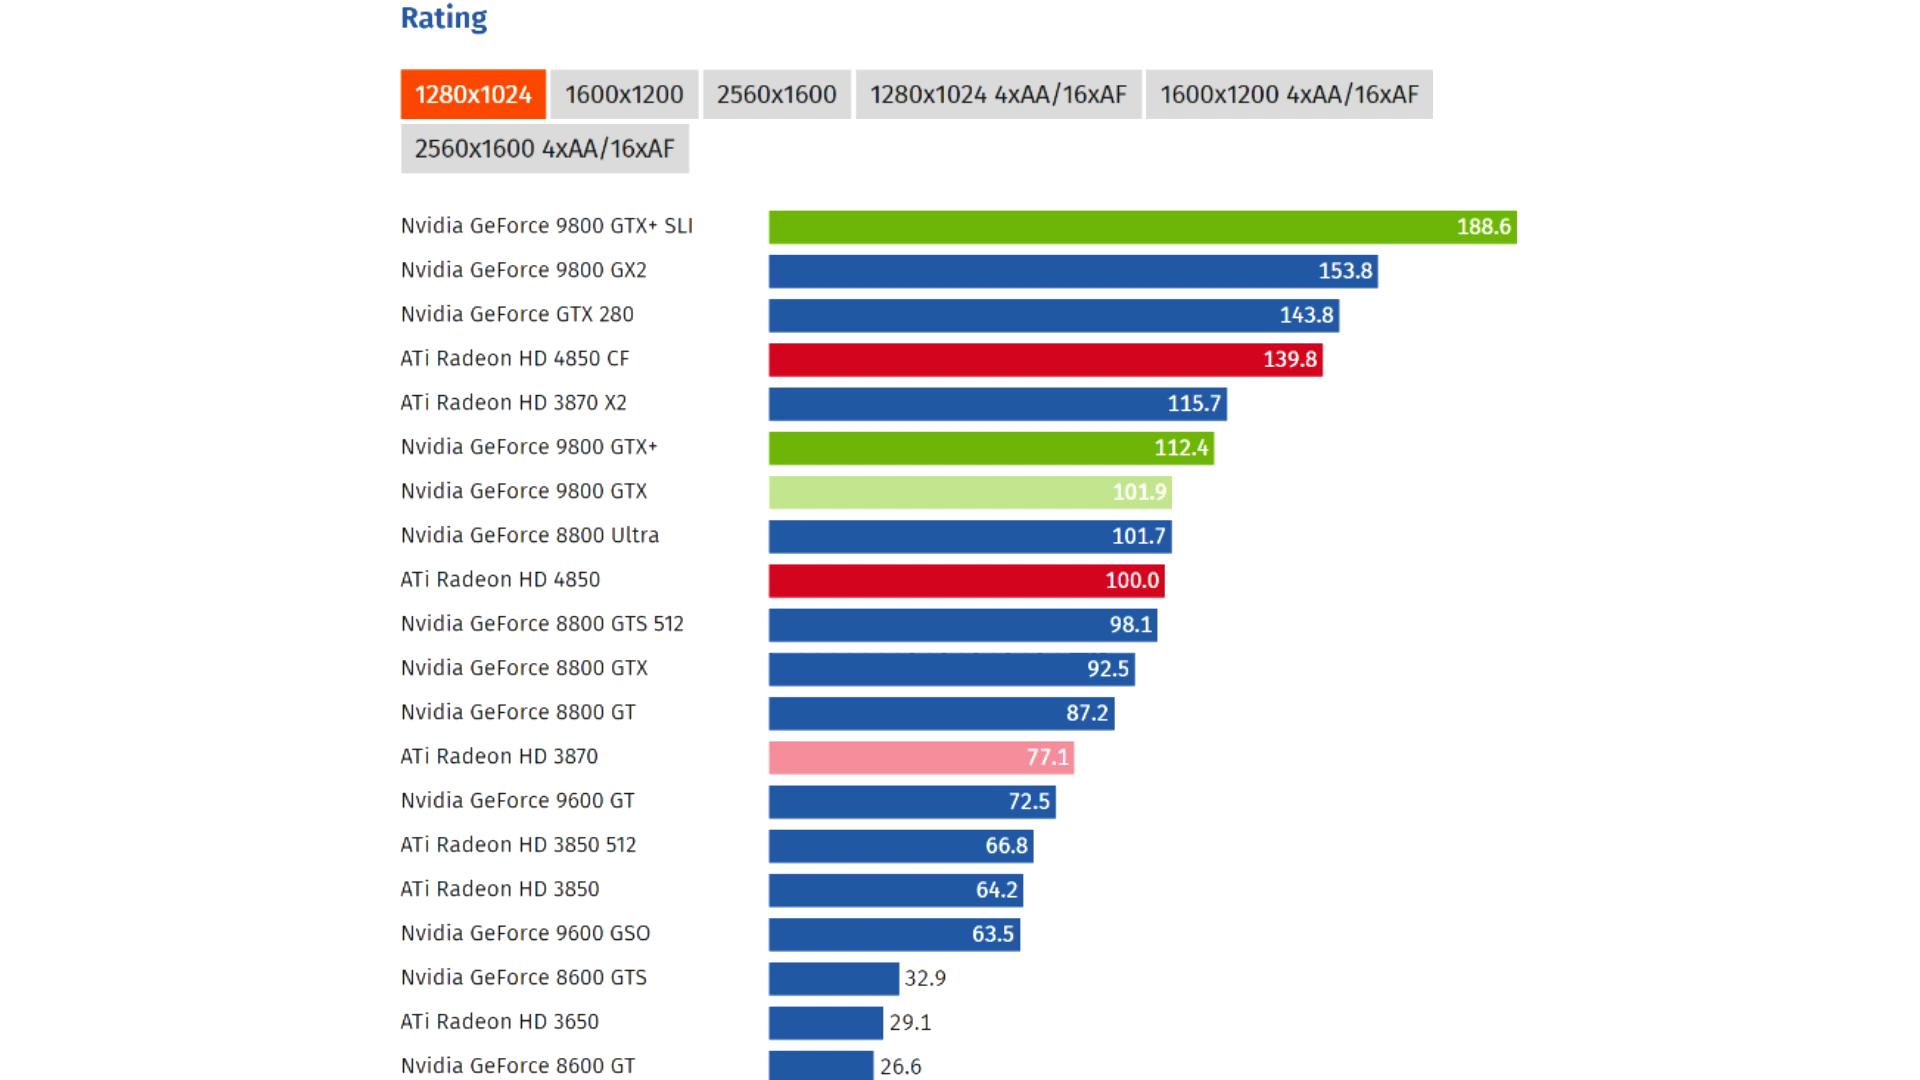 Rating
1280x1024 1600x1200 2560x1600 1280x1024 4xAA/16xAF 1600x1200 4xAA/16xAF
2560x1600 4xAA/16xAF
Nvidia GeForce 9800 GTX+ SLI 188.6
Nvidia GeForce 9800 GX2 153.8
Nvidia GeForce GTX 280 143.8
ATi Radeon HD 4850 CF 139.8
ATi Radeon HD 3870 X2 115.7
Nvidia GeForce 9800 GTX+ 112.4
Nvidia GeForce 9800 GTX 101.9
Nvidia GeForce 8800 Ultra 101.7
ATi Radeon HD 4850 100.0
Nvidia GeForce 8800 GTS 512 98.1
Nvidia GeForce 8800 GTX 92.5
Nvidia GeForce 8800 GT 87.2
ATi Radeon HD 3870 77.1
Nvidia GeForce 9600 GT 72.5
ATi Radeon HD 3850 512 66.8
ATi Radeon HD 3850 64.2
Nvidia GeForce 9600 GSO 63.5
Nvidia GeForce 8600 GTS 32.9
ATi Radeon HD 3650 29.1
Nvidia GeForce 8600 GT 26.6